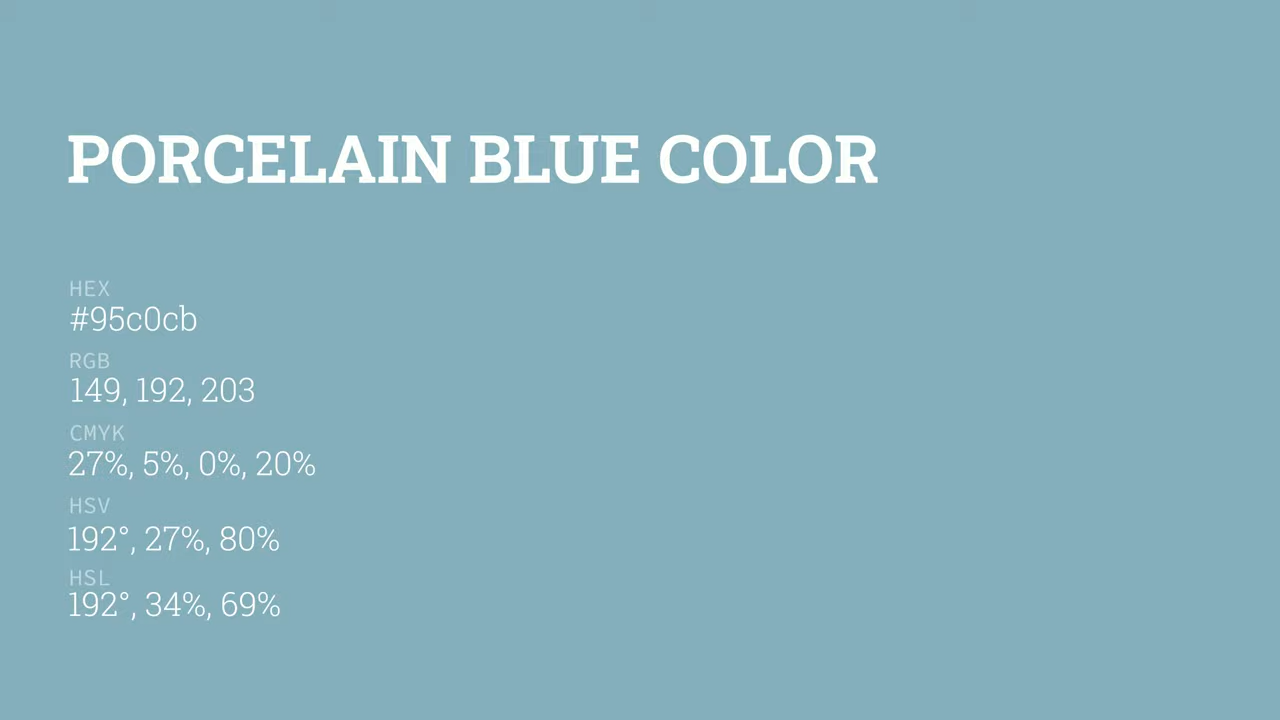 PORCELAIN BLUE COLOR
HEX
#95c0cb
RGB
149, 192, 203
CMYK
27%, 5%, 0%, 20%
HSV
192°, 27%, 80%
HSL
192°, 34%, 69%